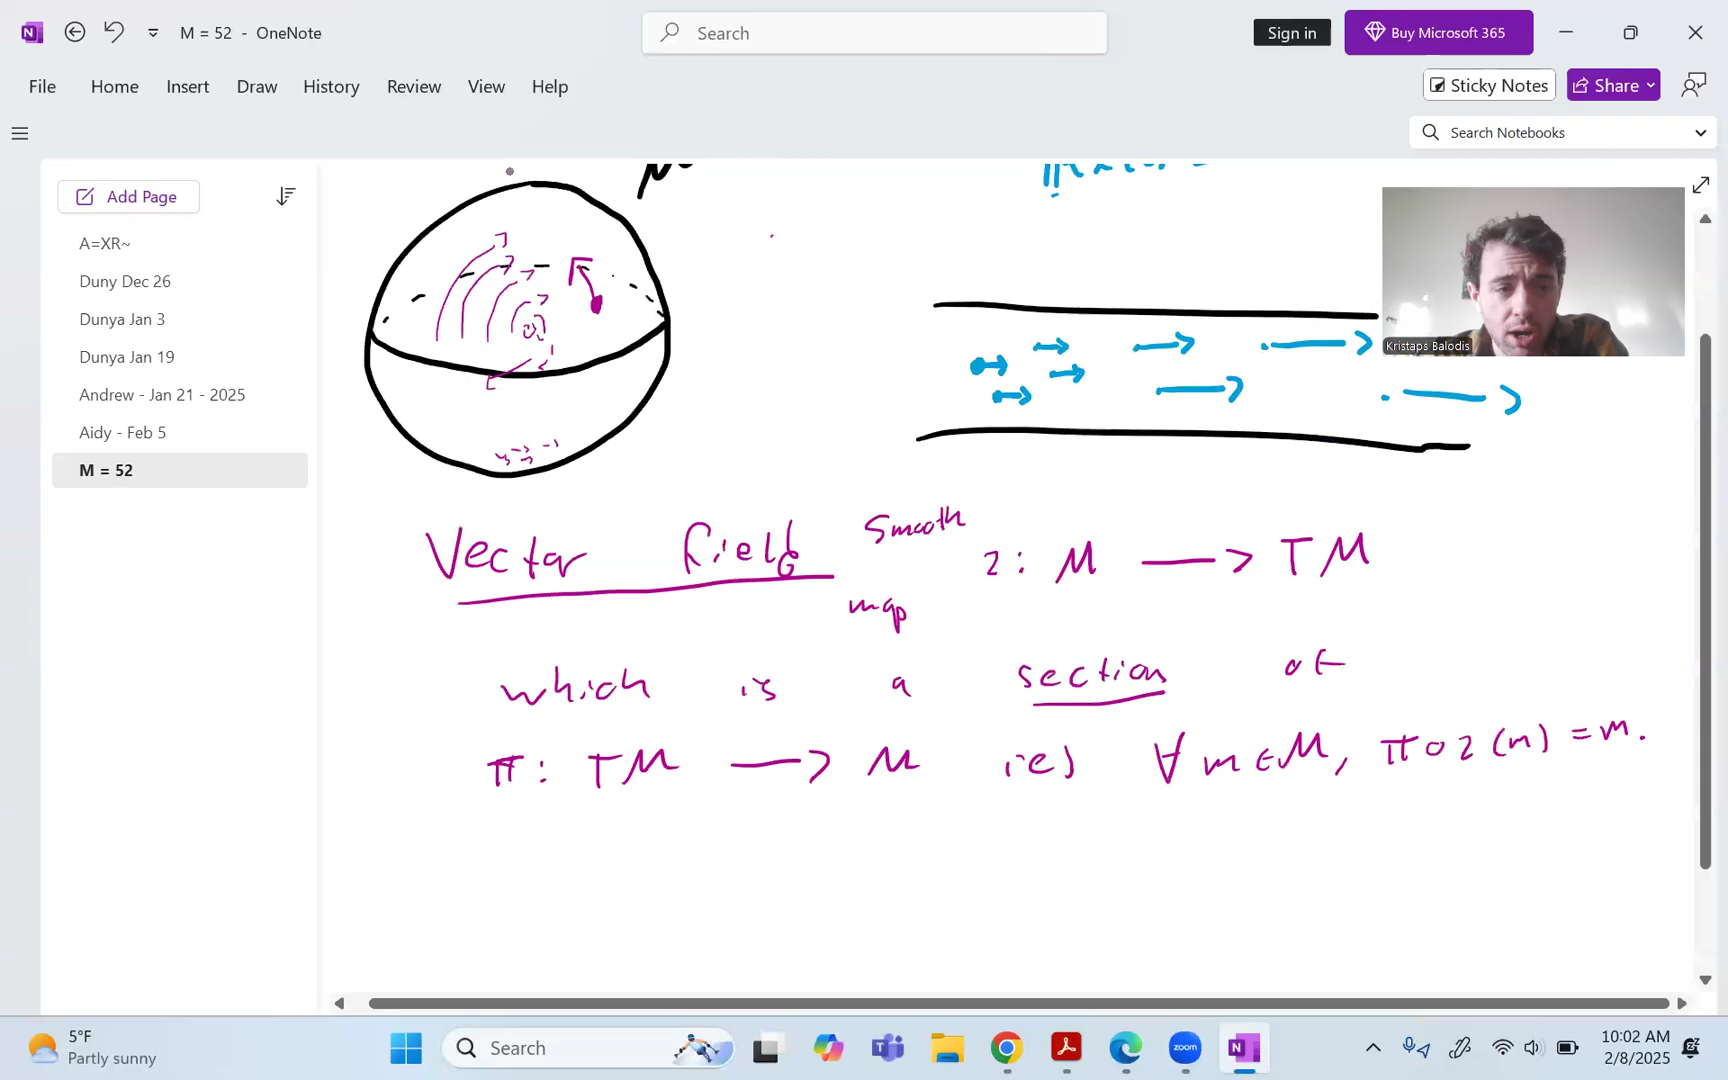 M = 52 - OneNote
Search
Sign in
Buy Microsoft 365
File Home Insert Draw History Review View Help
Sticky Notes
Share
Search Notebooks
Add Page
A=XR~
Duny Dec 26
Dunya Jan 3
Dunya Jan 19
Andrew - Jan 21 - 2025
Aidy - Feb 5
M = 52
Kristaps Balodis
Vector field smooth map 2 : M → TM
which is a section of
π : TM → M (e) ∀ m ∈ M, π ∘ 2 (m) = m.
5°F
Partly sunny
Search
zoom
10:02 AM
2/8/2025